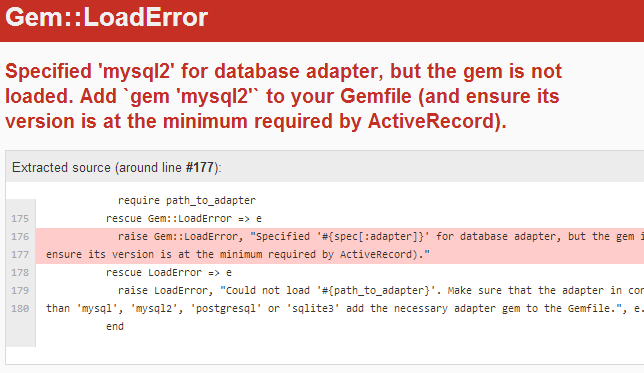 Gem::LoadError
Specified 'mysql2' for database adapter, but the gem is not
loaded. Add `gem 'mysql2'` to your Gemfile (and ensure its
version is at the minimum required by ActiveRecord).
Extracted source (around line #177):
require path_to_adapter
175 rescue Gem::LoadError => e
176 raise Gem::LoadError, "Specified '#{spec[:adapter]}' for database adapter, but the gem i
177 ensure its version is at the minimum required by ActiveRecord)."
178 rescue LoadError => e
179 raise LoadError, "Could not load '#{path_to_adapter}'. Make sure that the adapter in con
180 than 'mysql', 'mysql2', 'postgresql' or 'sqlite3' add the necessary adapter gem to the Gemfile.", e.
end